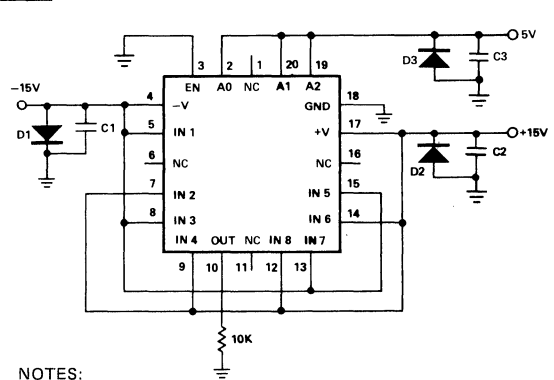 5V
3 2 1 20 19
D3 C3
EN A0 NC A1 A2
−15V
4 −V GND 18
D1 C1
5 IN 1 +V 17
+15V
6 NC NC 16
D2 C2
7 IN 2 IN 5 15
8 IN 3 IN 6 14
IN 4 OUT NC IN 8 IN 7
9 10 11 12 13
10K
NOTES: